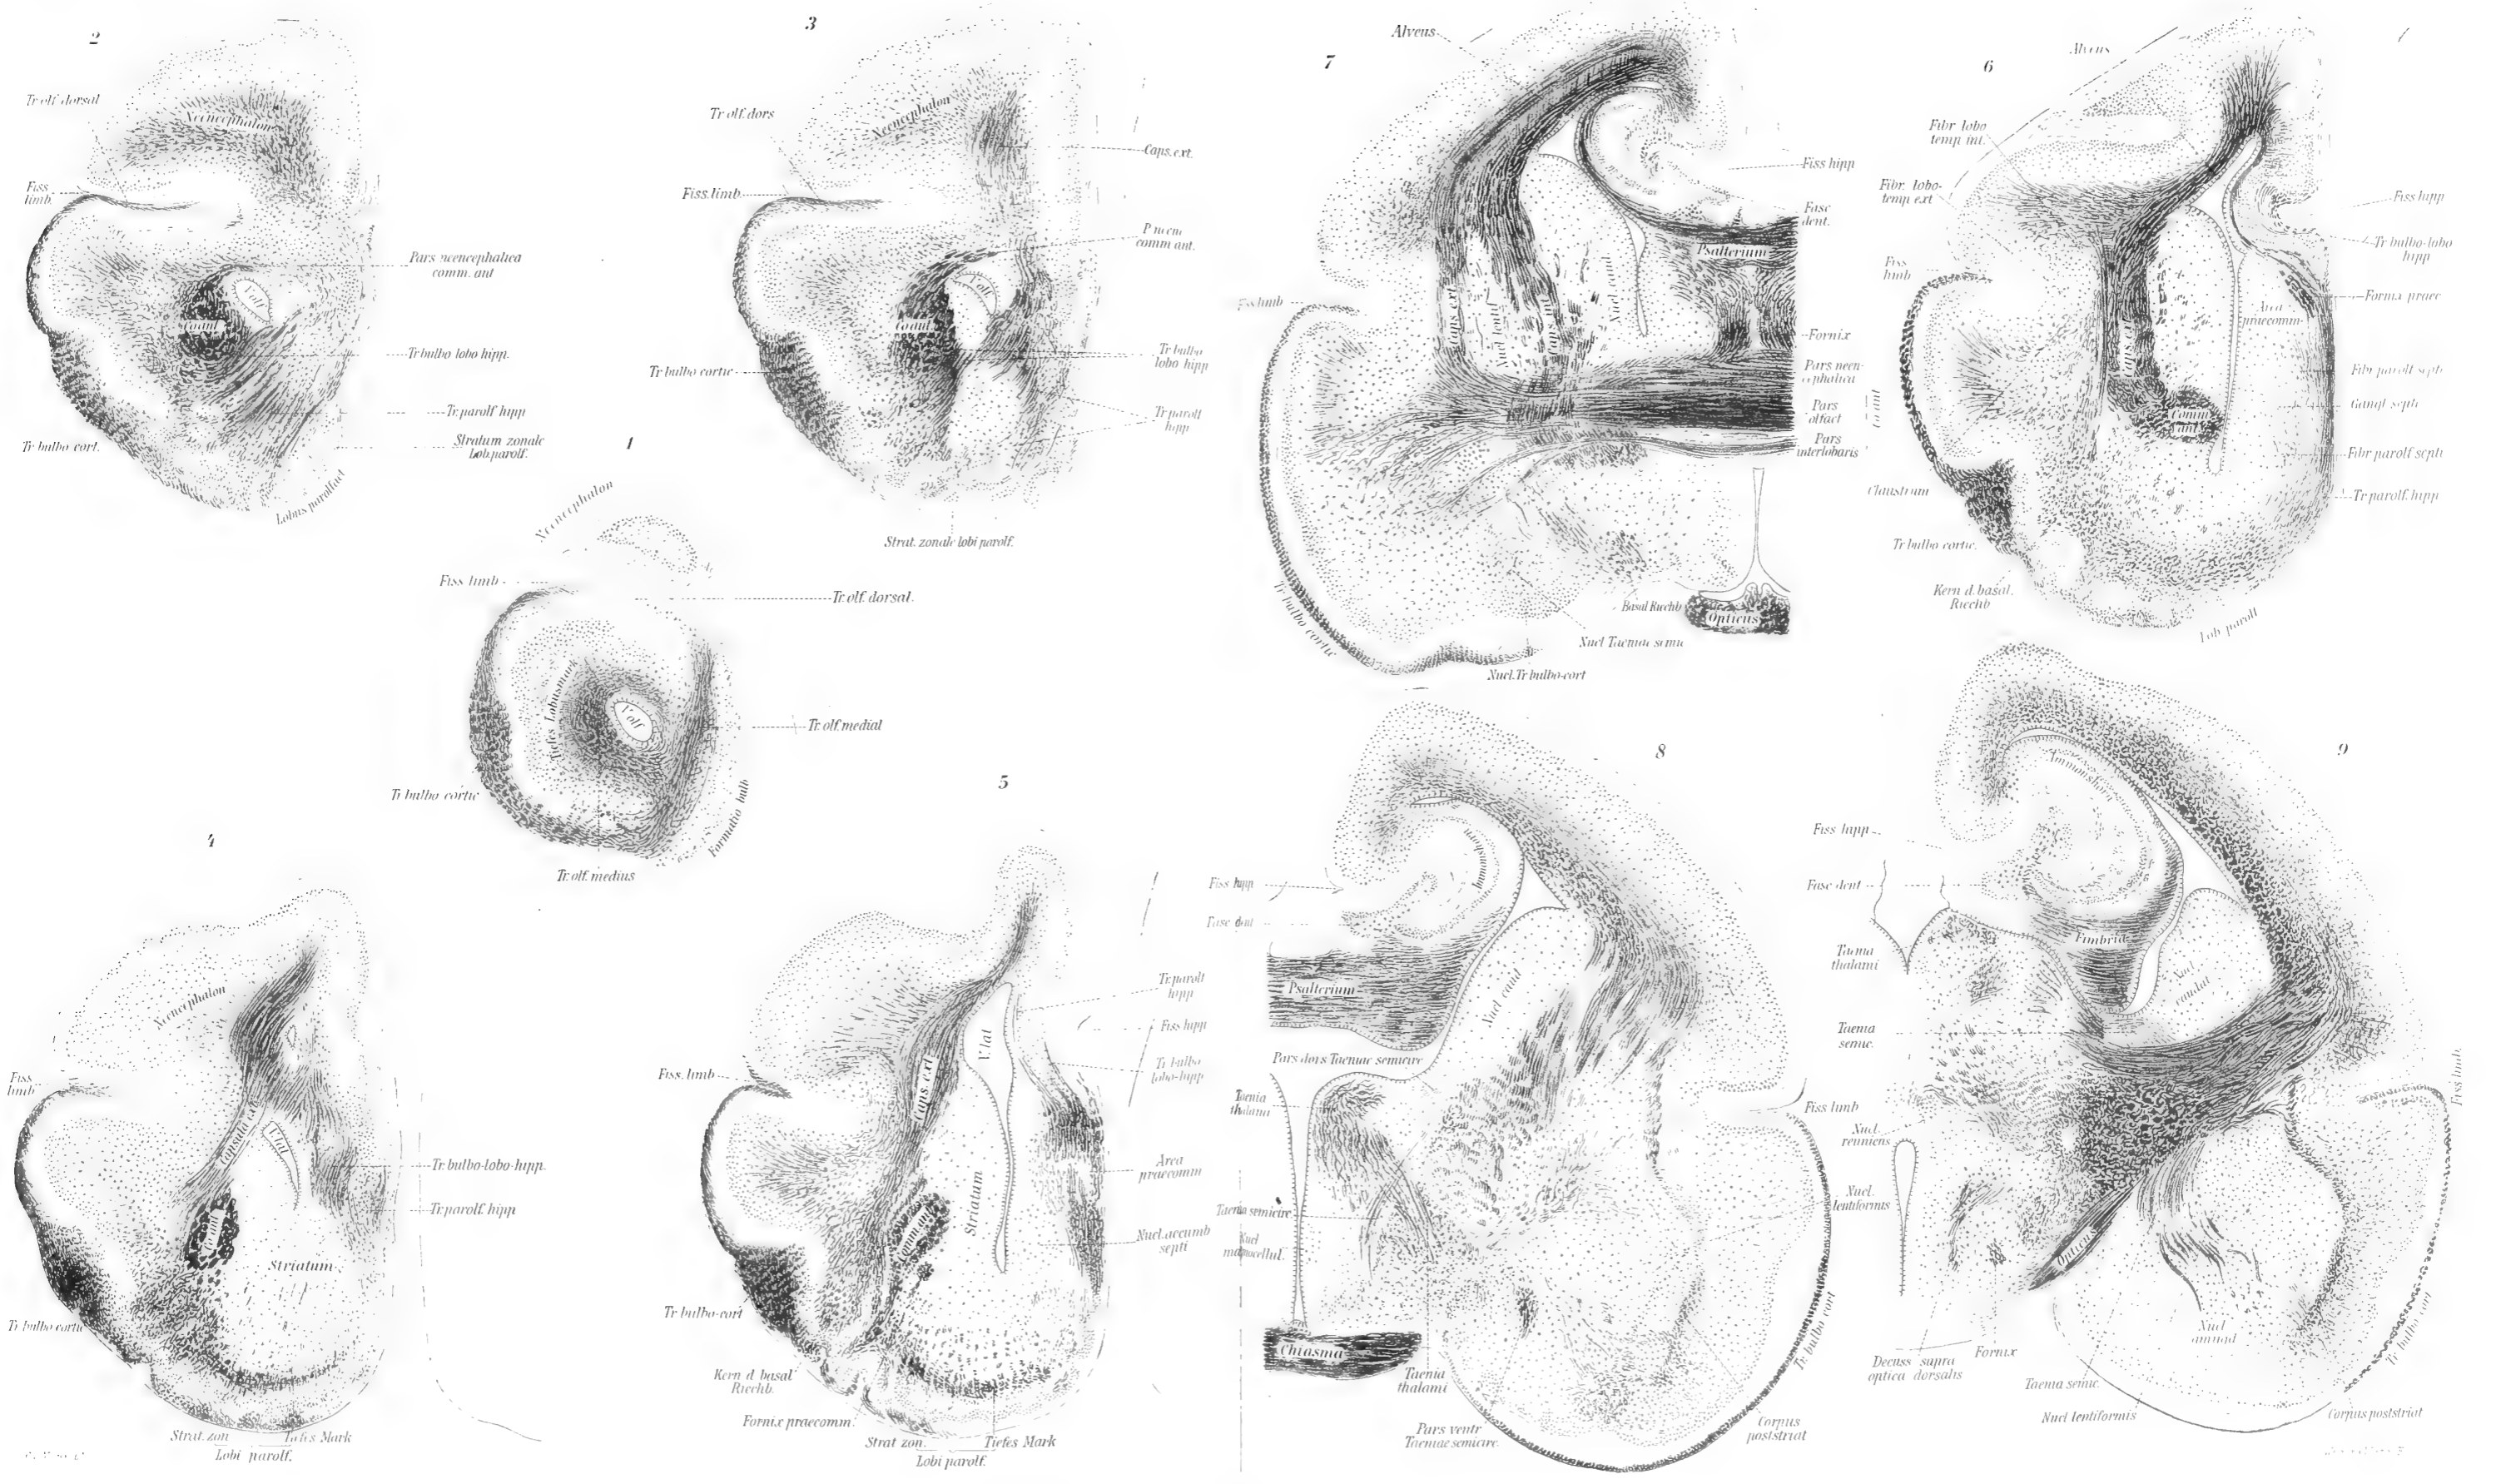 2
Tr olf dorsal
Neencephalon
Fiss
limb.
Pars neencephalica
comm. ant
V. olf
Co ant
Tr bulbo lobo hipp.
Tr. parolf hipp
Stratum zonale
Lob. parolf.
Tr bulbo cort.
Lobus parolfact
3
Tr olf. dors
Neencephalon
Caps. ext.
Fiss. limb
comm ant.
V olf
Co ant
Tr bulbo
lobo hipp
Tr bulbo cortic
Tr parolf
hipp
Strat. zonale lobi parolf.
1
Neencephalon
Fiss limb
Tr. olf. dorsal.
Tiefes Lobusmark
V. olf
Tr. olf. medial
Tr bulbo cortic
Formatio bulb
Tr. olf. medius
4
Neencephalon
Fiss
limb
Capsula ext
V. lat
Tr. bulbo-lobo-hipp.
Tr. parolf. hipp
Co ant
Striatum
Tr bulbo cortic
Strat. zon
Tiefes Mark
Lobi parolf.
5
Tr. parolf
hipp
Fiss hipp
V. lat
Fiss. limb
Caps. ext
Tr bulbo-
lobo-hipp
Area
praecomm
Striatum
Comm ant
Nucl. accumb
septi
Tr bulbo-cort
Kern d basal
Riechb.
Fornix praecomm.
Strat zon.
Tiefes Mark
Lobi parolf.
7
Alveus
Fiss hipp
Fasc
dent.
Psalterium
Fiss limb
Caps. ext
Nucl lentif
Caps. int
Nucl caud
Fornix
Pars neen-
cephalica
Pars
olfact
Co ant
Pars
interlobaris
Basal Riechb
Opticus
Tr bulbo cortic
Nucl Taeniae semic
Nucl. Tr bulbo-cort
6
Alveus
Fibr lobo
temp int.
Fibr. lobo-
temp ext
Fiss hipp
Tr bulbo-lobo
hipp
Fiss
limb
Fornix praec
Area
praecomm.
Fibr parolf septi
Gangl septi
Comm
ant
Fibr parolf septi
Claustrum
Tr parolf. hipp
Tr bulbo cortic.
Kern d. basal.
Riechb
Lob parolf
8
Fiss hipp
Fasc dent
Psalterium
Nucl caud
Pars dors Taeniae semicirc
Taenia
thalami
Fiss limb
Nucl.
lentiformis
Taenia semicirc
Nucl
magnocellul.
Chiasma
Tr bulbo cort
Taenia
thalami
Pars ventr
Taeniae semicirc
Corpus
poststriat
9
Ammonshorn
Fiss hipp
Fasc dent
Taenia
thalami
Fimbria
Nucl
caudat
Taenia
semic.
Fiss limb.
Nucl.
reuniens
Opticus
Nucl
amygd
Tr bulbo cort
Decuss supra
optica dorsalis
Fornix
Taenia semic.
Nucl lentiformis
Corpus poststriat